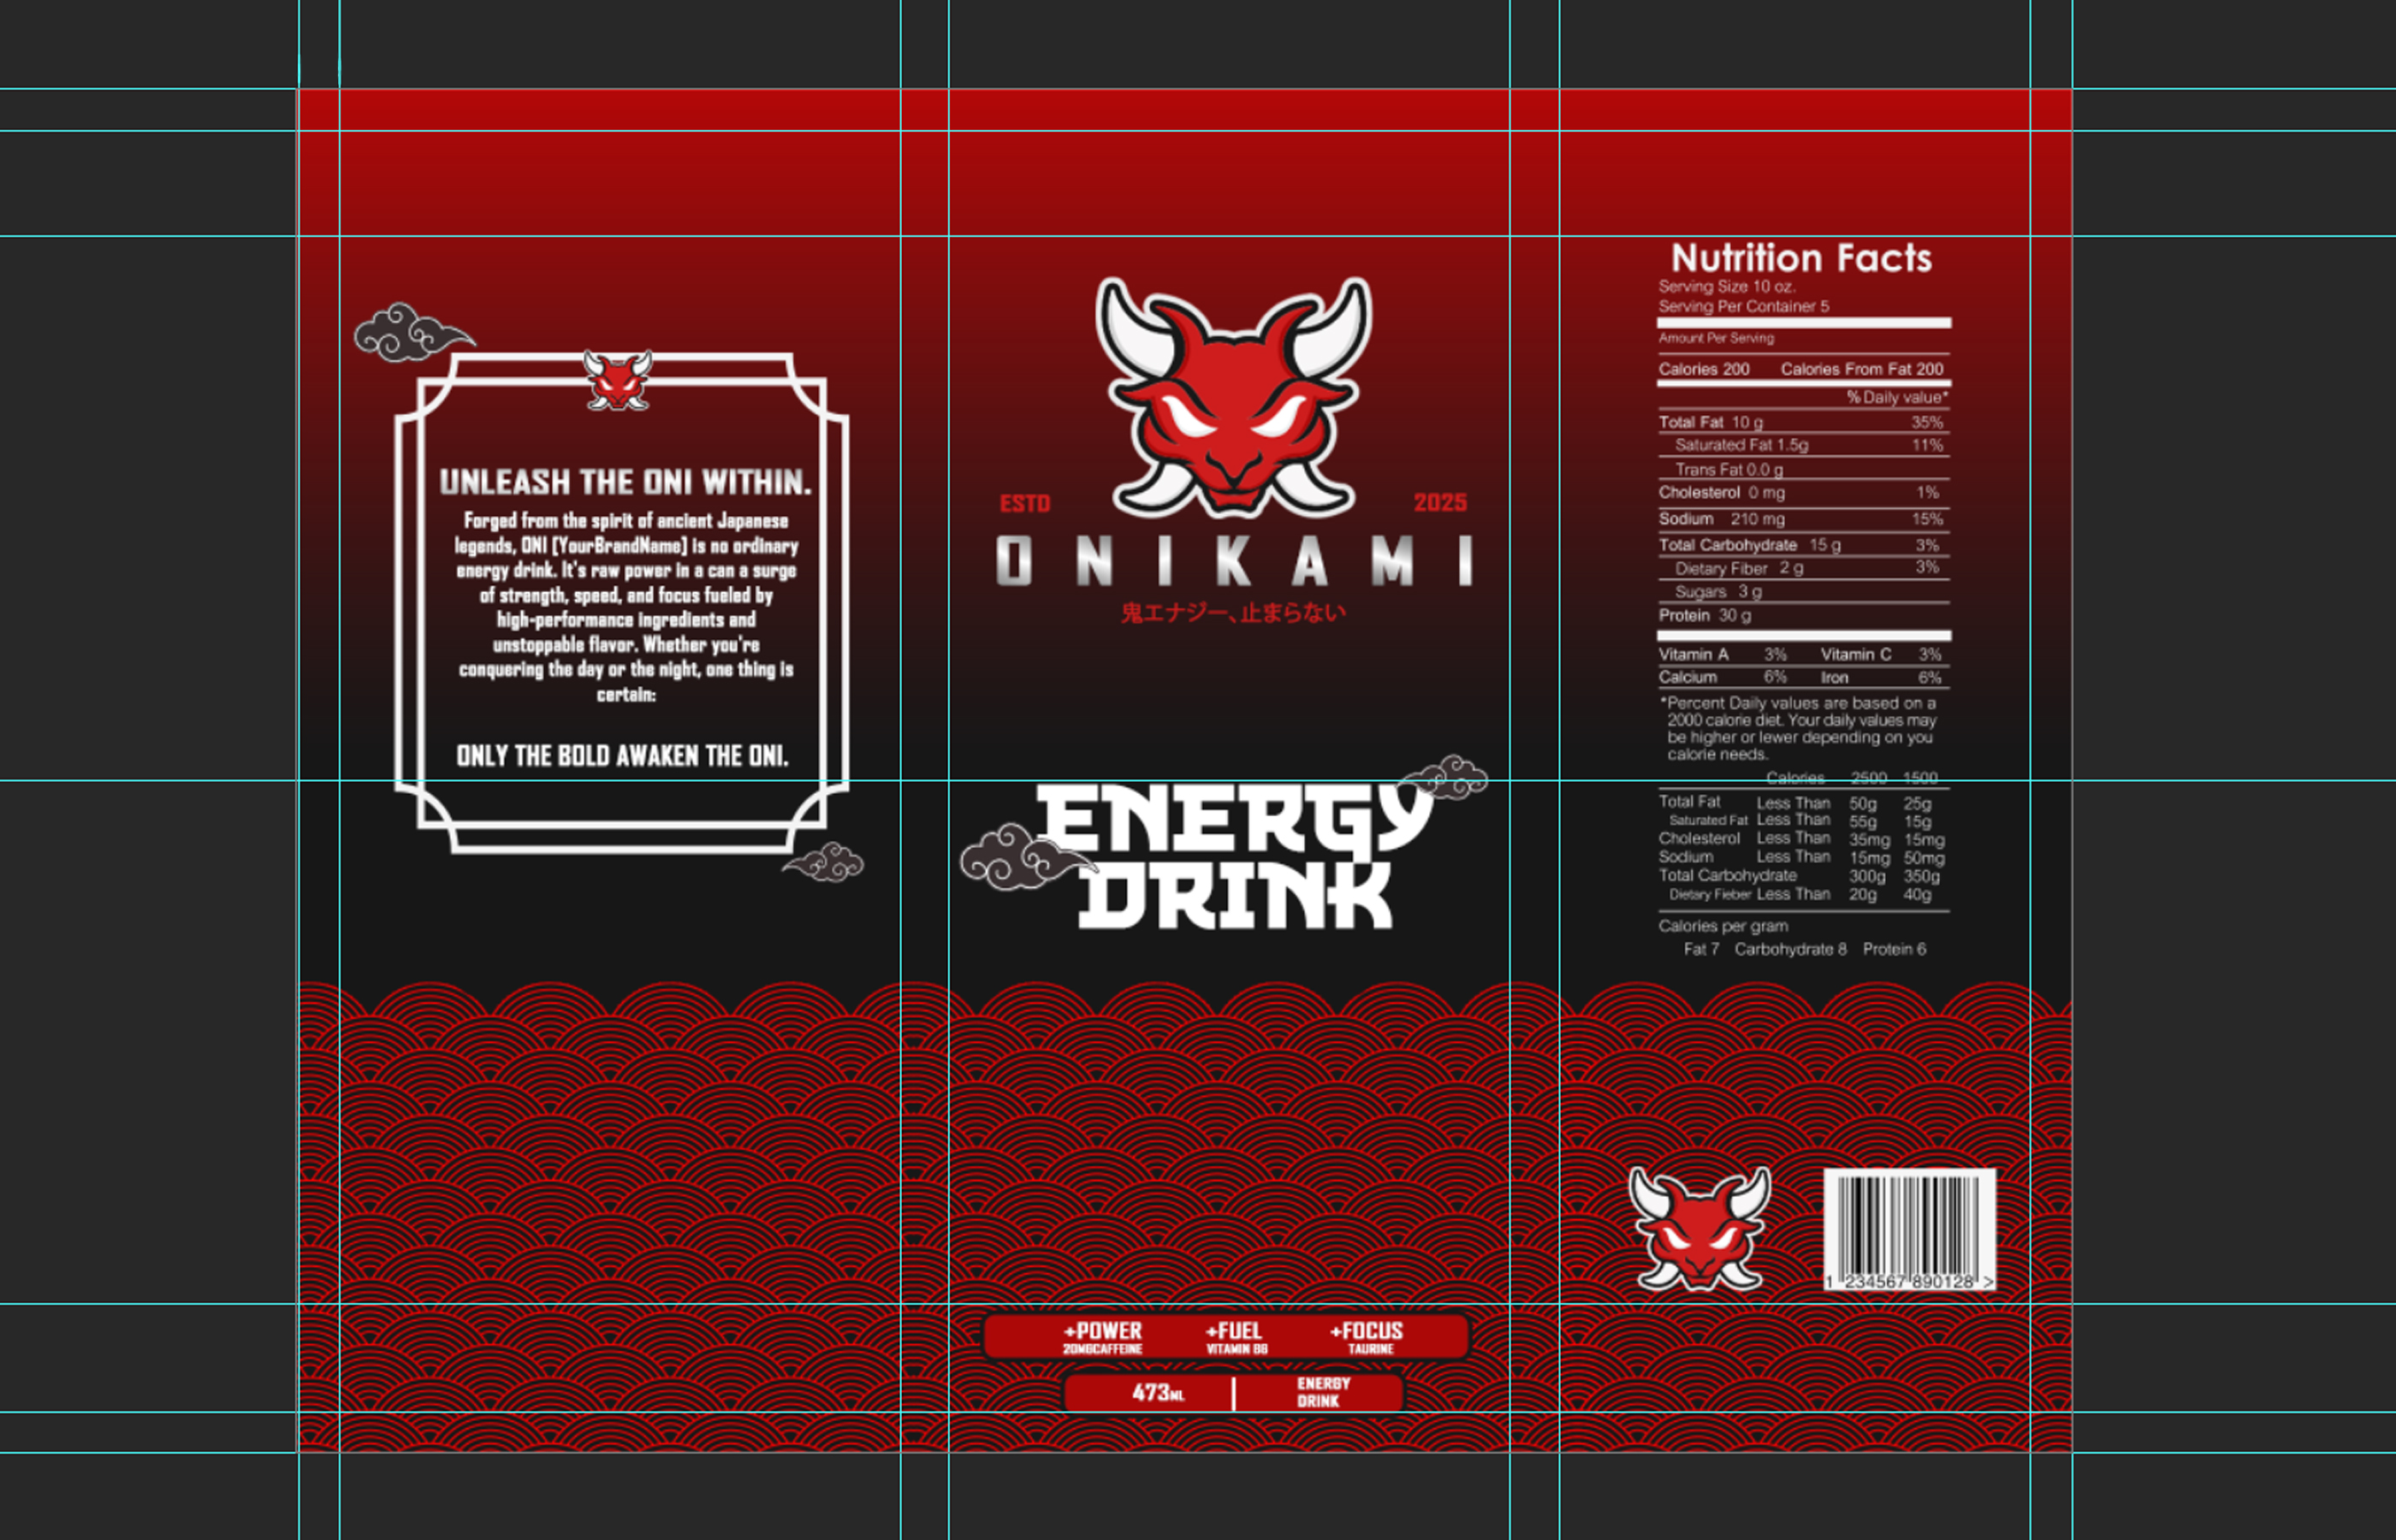 UNLEASH THE ONI WITHIN.
Forged from the spirit of ancient Japanese
legends, ONI [YourBrandName] is no ordinary
energy drink. It's raw power in a can a surge
of strength, speed, and focus fueled by
high-performance ingredients and
unstoppable flavor. Whether you're
conquering the day or the night, one thing is
certain:
ONLY THE BOLD AWAKEN THE ONI.
ESTD 2025
ONIKAMI
鬼エナジー、止まらない
ENERGY
DRINK
+POWER +FUEL +FOCUS
20MGCAFFEINE VITAMIN B6 TAURINE
473ML | ENERGY
DRINK
Nutrition Facts
Serving Size 10 oz.
Serving Per Container 5
Amount Per Serving
Calories 200 Calories From Fat 200
% Daily value*
Total Fat 10 g 35%
Saturated Fat 1.5g 11%
Trans Fat 0.0 g
Cholesterol 0 mg 1%
Sodium 210 mg 15%
Total Carbohydrate 15 g 3%
Dietary Fiber 2 g 3%
Sugars 3 g
Protein 30 g
Vitamin A 3% Vitamin C 3%
Calcium 6% Iron 6%
*Percent Daily values are based on a
2000 calorie diet. Your daily values may
be higher or lewer depending on you
calorie needs.
Calories 2500 1500
Total Fat Less Than 50g 25g
Saturated Fat Less Than 55g 15g
Cholesterol Less Than 35mg 15mg
Sodium Less Than 15mg 50mg
Total Carbohydrate 300g 350g
Dietary Fieber Less Than 20g 40g
Calories per gram
Fat 7 Carbohydrate 8 Protein 6
1 234567 890128 >